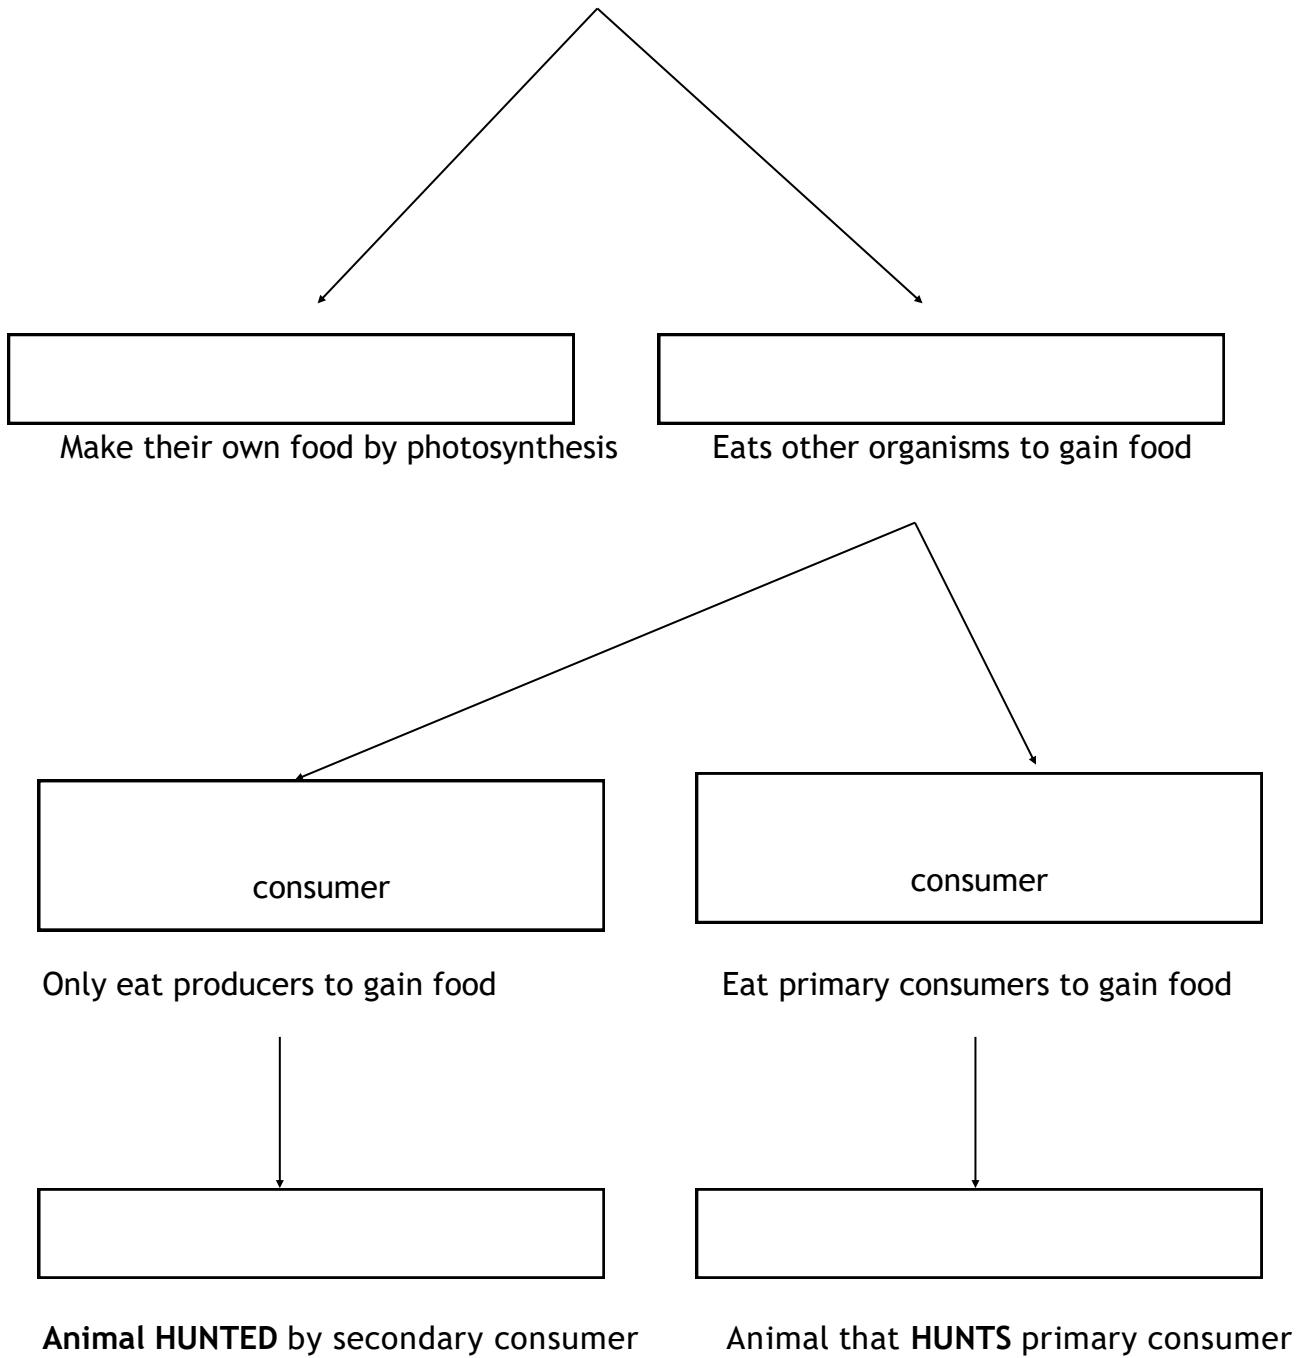 Make their own food by photosynthesis
Eats other organisms to gain food
consumer
consumer
Only eat producers to gain food
Eat primary consumers to gain food
Animal HUNTED by secondary consumer
Animal that HUNTS primary consumer